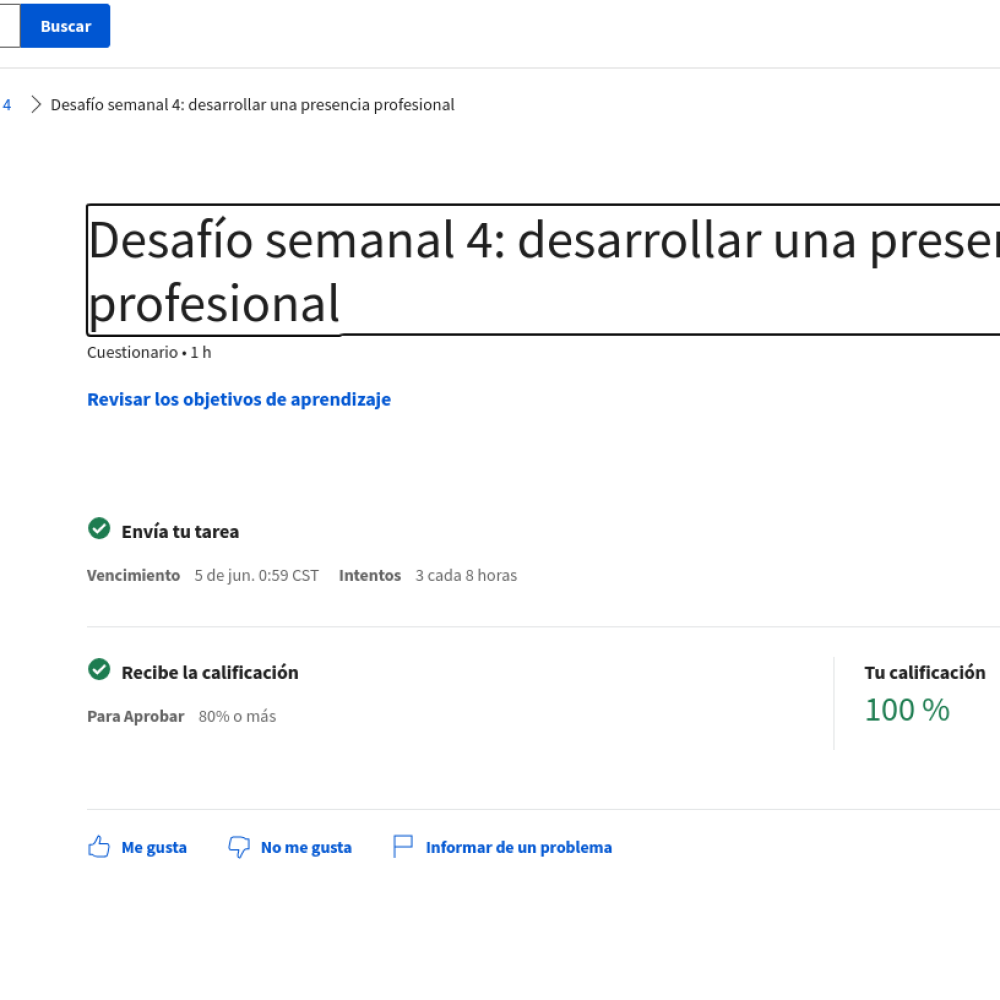 Buscar
4 > Desafío semanal 4: desarrollar una presencia profesional
Desafío semanal 4: desarrollar una
profesional
Cuestionario • 1 h
Revisar los objetivos de aprendizaje
Envía tu tarea
Vencimiento 5 de jun. 0:59 CST Intentos 3 cada 8 horas
Recibe la calificación
Tu calificación
Para Aprobar 80% o más
100 %
Me gusta No me gusta Informar de un problema